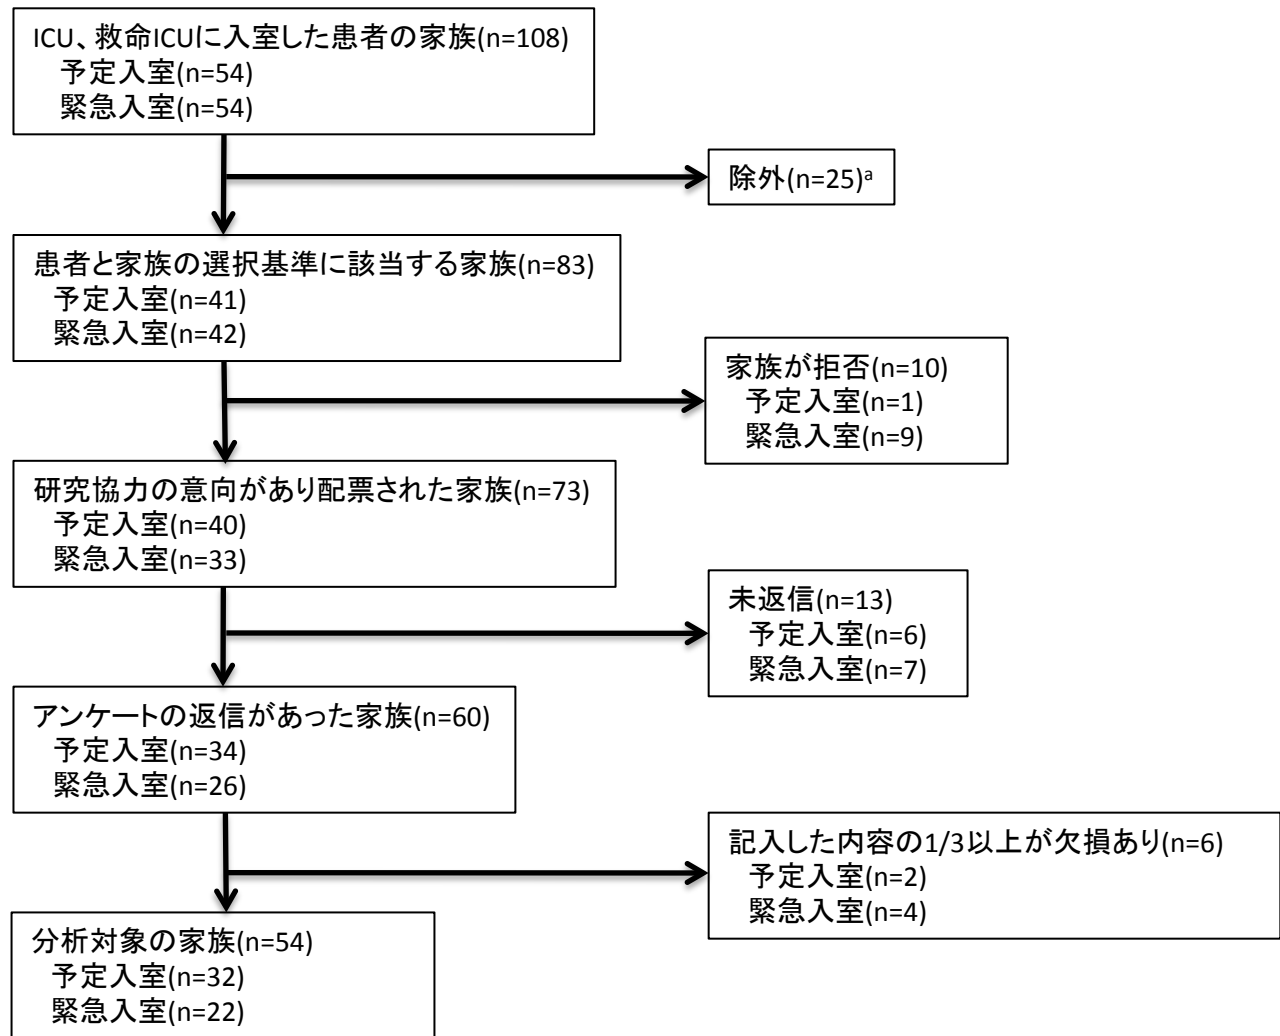 ICU、救命ICUに入室した患者の家族(n=108)
予定入室(n=54)
緊急入室(n=54)
除外(n=25)ᵃ
患者と家族の選択基準に該当する家族(n=83)
予定入室(n=41)
緊急入室(n=42)
家族が拒否(n=10)
予定入室(n=1)
緊急入室(n=9)
研究協力の意向があり配票された家族(n=73)
予定入室(n=40)
緊急入室(n=33)
未返信(n=13)
予定入室(n=6)
緊急入室(n=7)
アンケートの返信があった家族(n=60)
予定入室(n=34)
緊急入室(n=26)
記入した内容の1/3以上が欠損あり(n=6)
予定入室(n=2)
緊急入室(n=4)
分析対象の家族(n=54)
予定入室(n=32)
緊急入室(n=22)